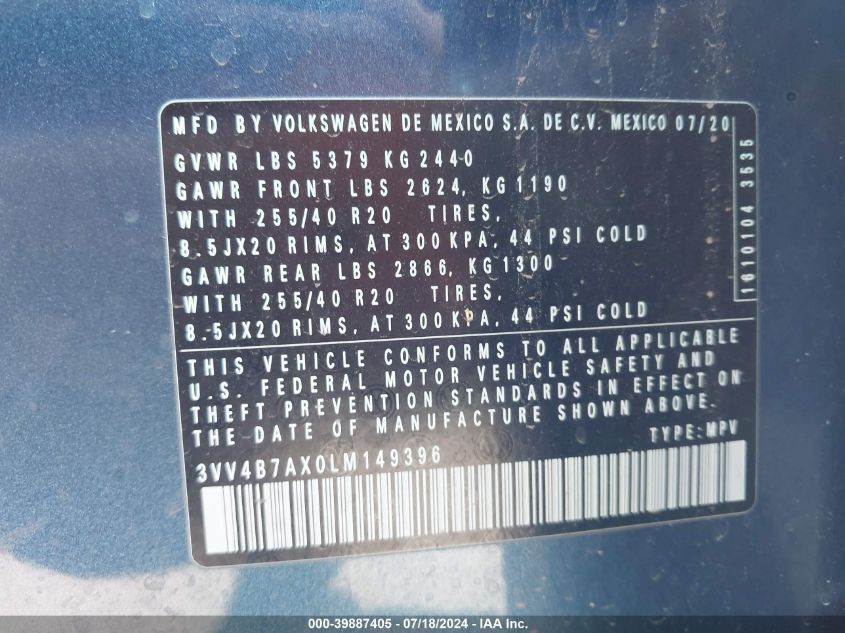 MFD BY VOLKSWAGEN DE MEXICO S.A. DE C.V. MEXICO 07/20
GVWR LBS 5379 KG 2440
GAWR FRONT LBS 2624, KG 1190
WITH 255/40 R20 TIRES,
8.5JX20 RIMS, AT 300 KPA, 44 PSI COLD
GAWR REAR LBS 2866, KG 1300
WITH 255/40 R20 TIRES,
8.5JX20 RIMS, AT 300 KPA, 44 PSI COLD
1610104 3535
THIS VEHICLE CONFORMS TO ALL APPLICABLE
U.S. FEDERAL MOTOR VEHICLE SAFETY AND
THEFT PREVENTION STANDARDS IN EFFECT ON
THE DATE OF MANUFACTURE SHOWN ABOVE.
TYPE: MPV
3VV4B7AX0LM149396
000-39887405 - 07/18/2024 - IAA Inc.